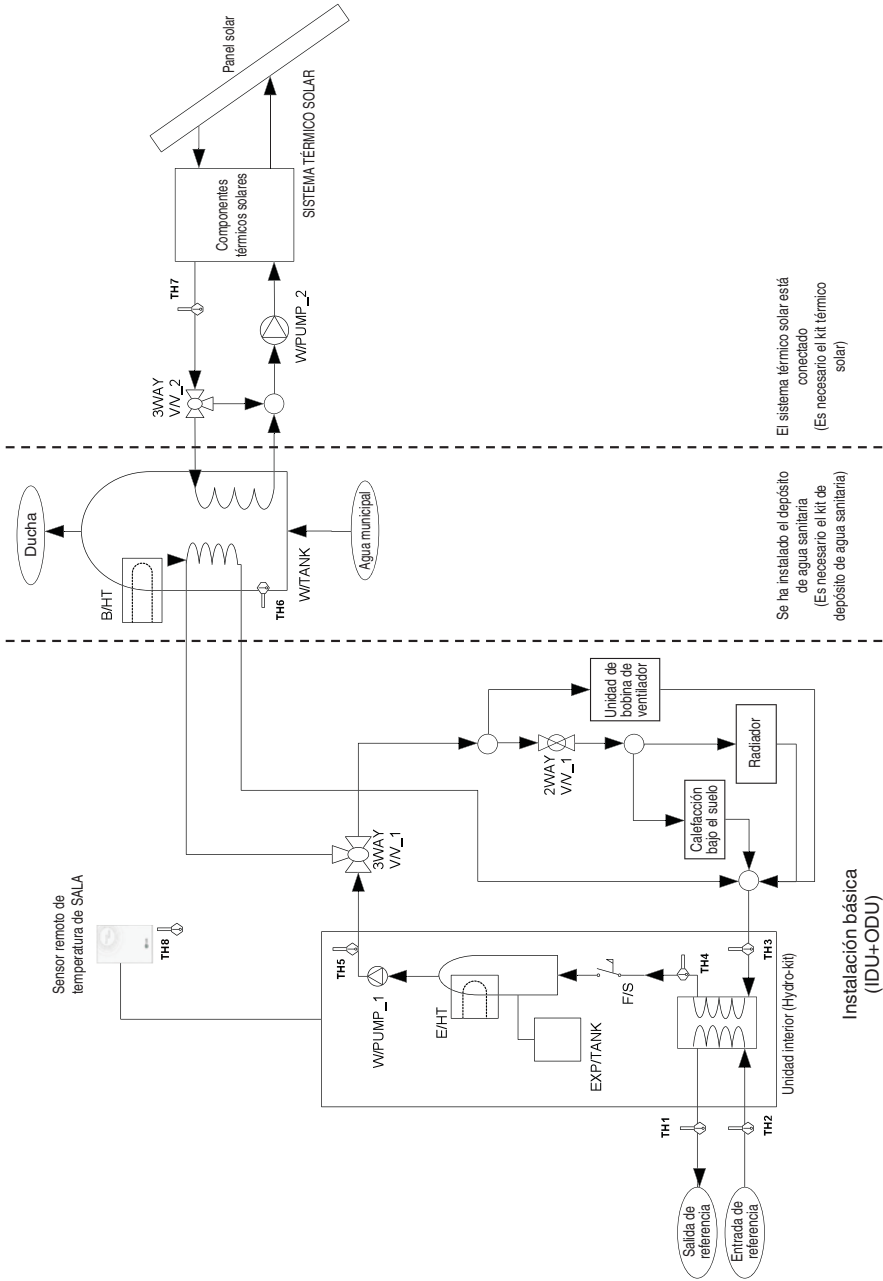 Sensor remoto de
temperatura de SALA
TH8
Salida de
referencia
Entrada de
referencia
TH1
TH2
Unidad interior (Hydro-kit)
EXP/TANK
E/HT
W/PUMP_1
F/S
TH4
TH5
TH3
3WAY
V/V_1
Calefacción
bajo el suelo
2WAY
V/V_1
Radiador
Unidad de
bobina de
ventilador
Instalación básica
(IDU+ODU)
Ducha
B/HT
TH6
W/TANK
Agua municipal
Se ha instalado el depósito
de agua sanitaria
(Es necesario el kit de
depósito de agua sanitaria)
3WAY
V/V_2
TH7
W/PUMP_2
Componentes
térmicos solares
SISTEMA TÉRMICO SOLAR
Panel solar
El sistema térmico solar está
conectado
(Es necesario el kit térmico
solar)